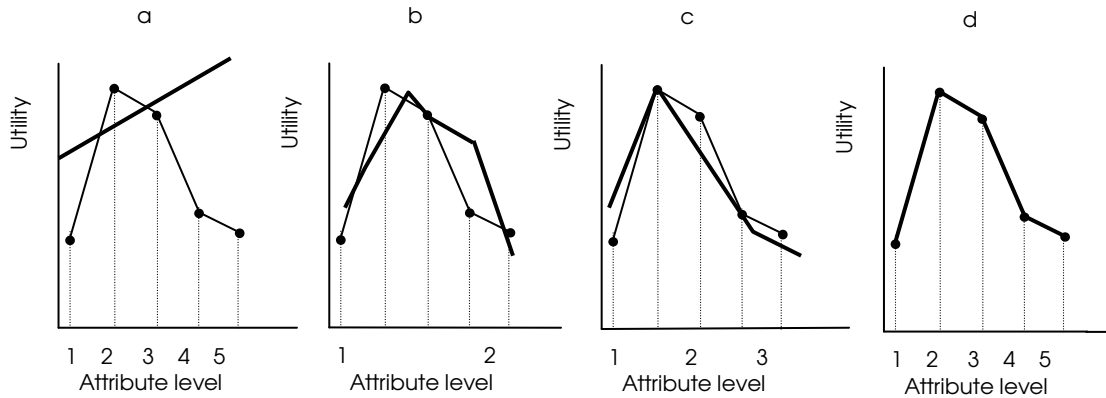 a
b
c
d
Utility
Utility
Utility
Utility
1 2 3 4 5
1 2
1 2 3
1 2 3 4 5
Attribute level
Attribute level
Attribute level
Attribute level